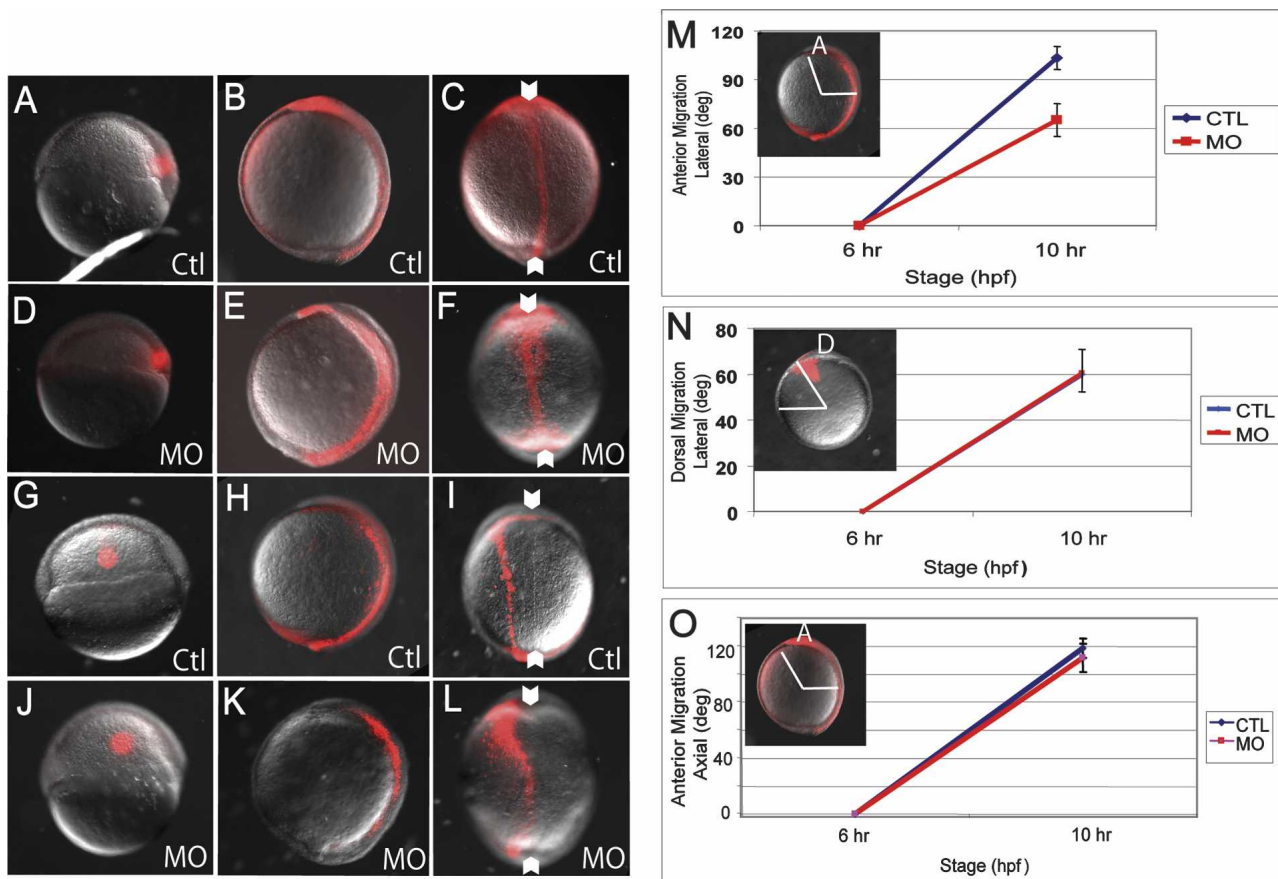 A
Ctl
B
Ctl
C
Ctl
D
MO
E
MO
F
MO
G
Ctl
H
Ctl
I
Ctl
J
MO
K
MO
L
MO
M
Anterior Migration
Lateral (deg)
120
90
60
30
0
A
6 hr
10 hr
Stage (hpf)
CTL
MO
N
Dorsal Migration
Lateral (deg)
80
60
40
20
0
D
6 hr
10 hr
Stage (hpf)
CTL
MO
O
Anterior Migration
Axial (deg)
120
80
40
0
A
6 hr
10 hr
Stage (hpf)
CTL
MO